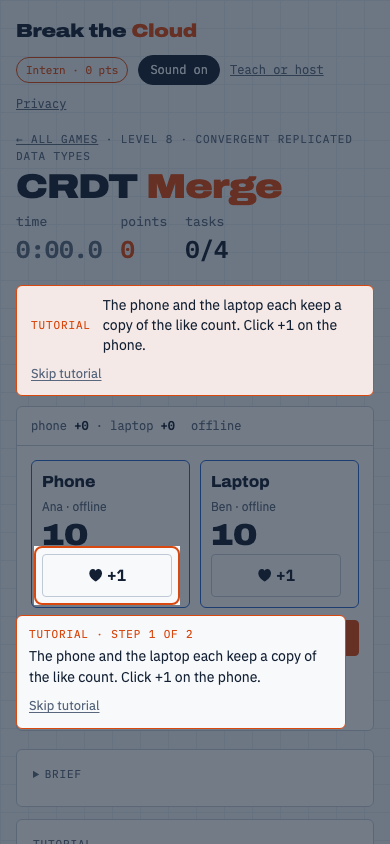 Break the Cloud
Intern · 0 pts
Sound on
Teach or host
Privacy
← ALL GAMES · LEVEL 8 · CONVERGENT REPLICATED
DATA TYPES
CRDT Merge
time points tasks
0:00.0 0 0/4
TUTORIAL
The phone and the laptop each keep a
copy of the like count. Click +1 on the
phone.
Skip tutorial
phone +0 · laptop +0 offline
Phone
Ana · offline
10
♥ +1
Laptop
Ben · offline
10
♥ +1
TUTORIAL · STEP 1 OF 2
The phone and the laptop each keep a copy of
the like count. Click +1 on the phone.
Skip tutorial
▸ BRIEF
TUTORIAL